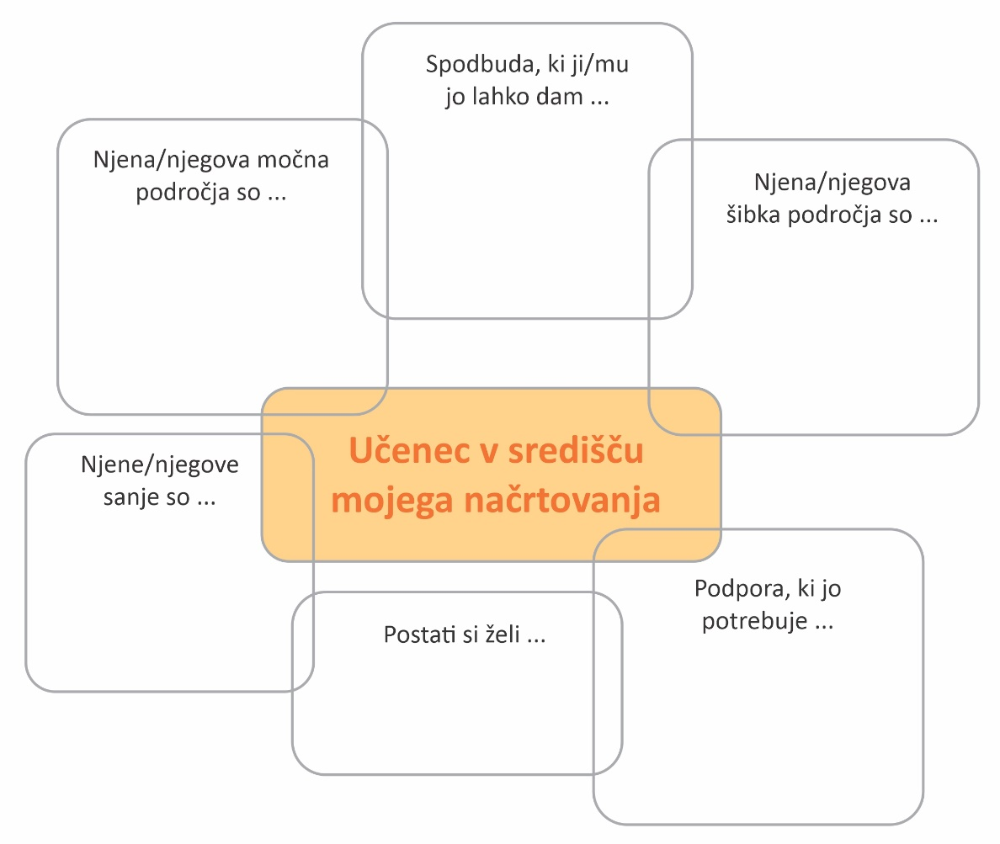 Spodbuda, ki ji/mu
jo lahko dam ...
Njena/njegova močna
področja so ...
Njena/njegova
šibka področja so ...
Učenec v središču
mojega načrtovanja
Njene/njegove
sanje so ...
Postati si želi ...
Podpora, ki jo
potrebuje ...